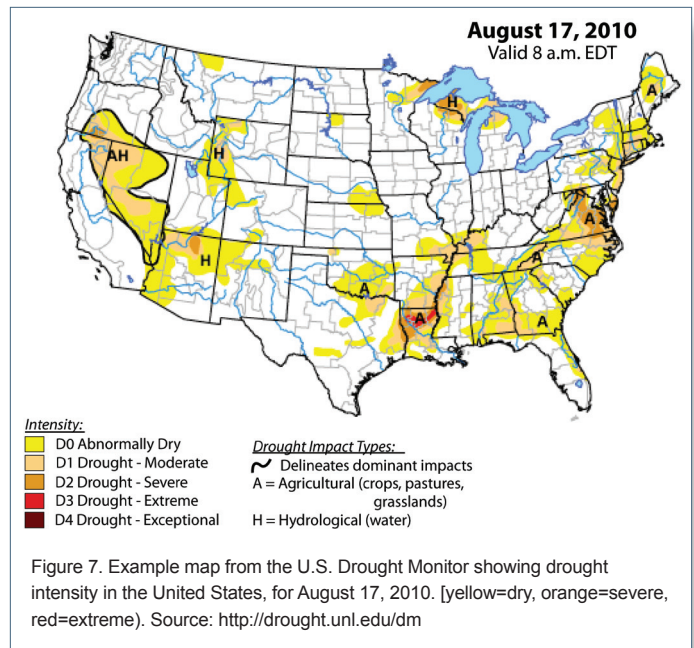 August 17, 2010
Valid 8 a.m. EDT
H
A
AH
H
A
H
A
A
A
A
Intensity:
D0 Abnormally Dry
D1 Drought - Moderate
D2 Drought - Severe
D3 Drought - Extreme
D4 Drought - Exceptional
Drought Impact Types:
Delineates dominant impacts
A = Agricultural (crops, pastures,
grasslands)
H = Hydrological (water)
Figure 7. Example map from the U.S. Drought Monitor showing drought
intensity in the United States, for August 17, 2010. [yellow=dry, orange=severe,
red=extreme). Source: http://drought.unl.edu/dm